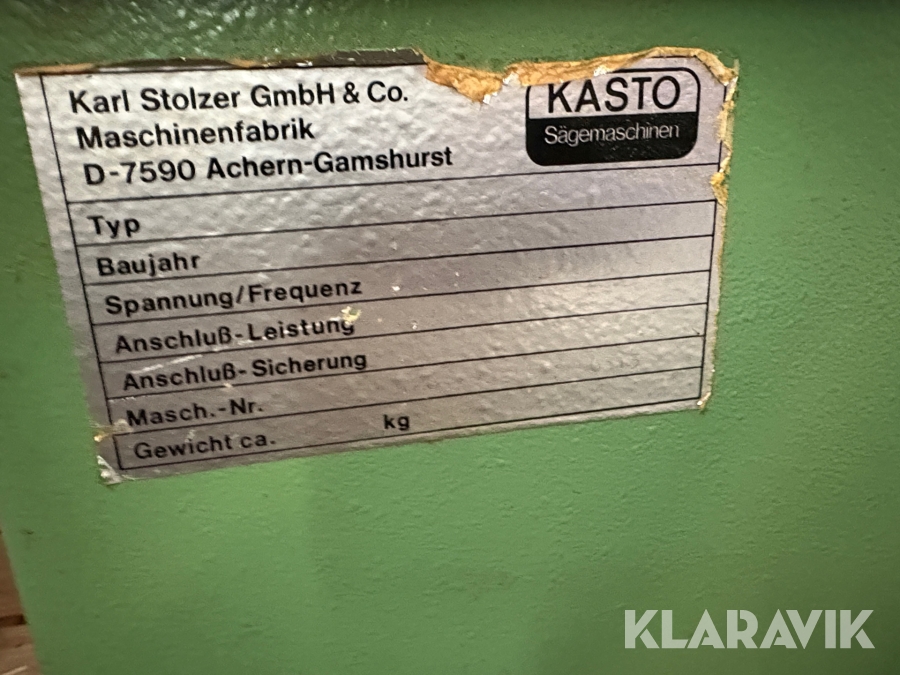 Karl Stolzer GmbH & Co.
Maschinenfabrik
D-7590 Achern-Gamshurst
KASTO
Sägemaschinen
Typ
Baujahr
Spannung/Frequenz
Anschluß-Leistung
Anschluß-Sicherung
Masch.-Nr.
Gewicht ca. kg
KLARAVIK